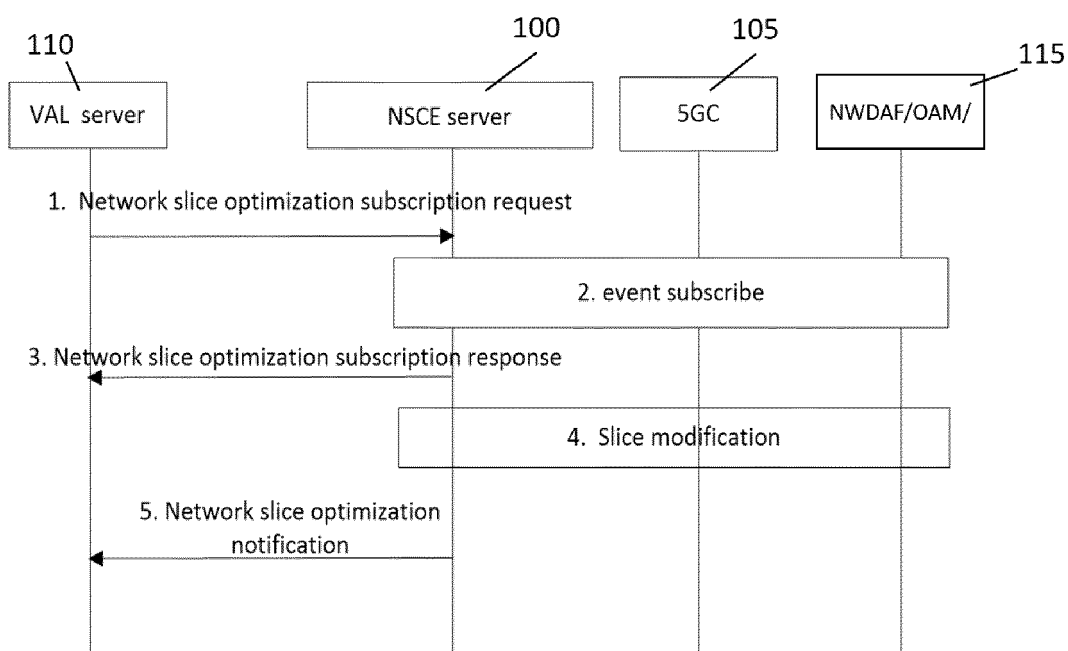 110
100
105
115
VAL server
NSCE server
5GC
NWDAF/OAM/
1. Network slice optimization subscription request
2. event subscribe
3. Network slice optimization subscription response
4. Slice modification
5. Network slice optimization
notification